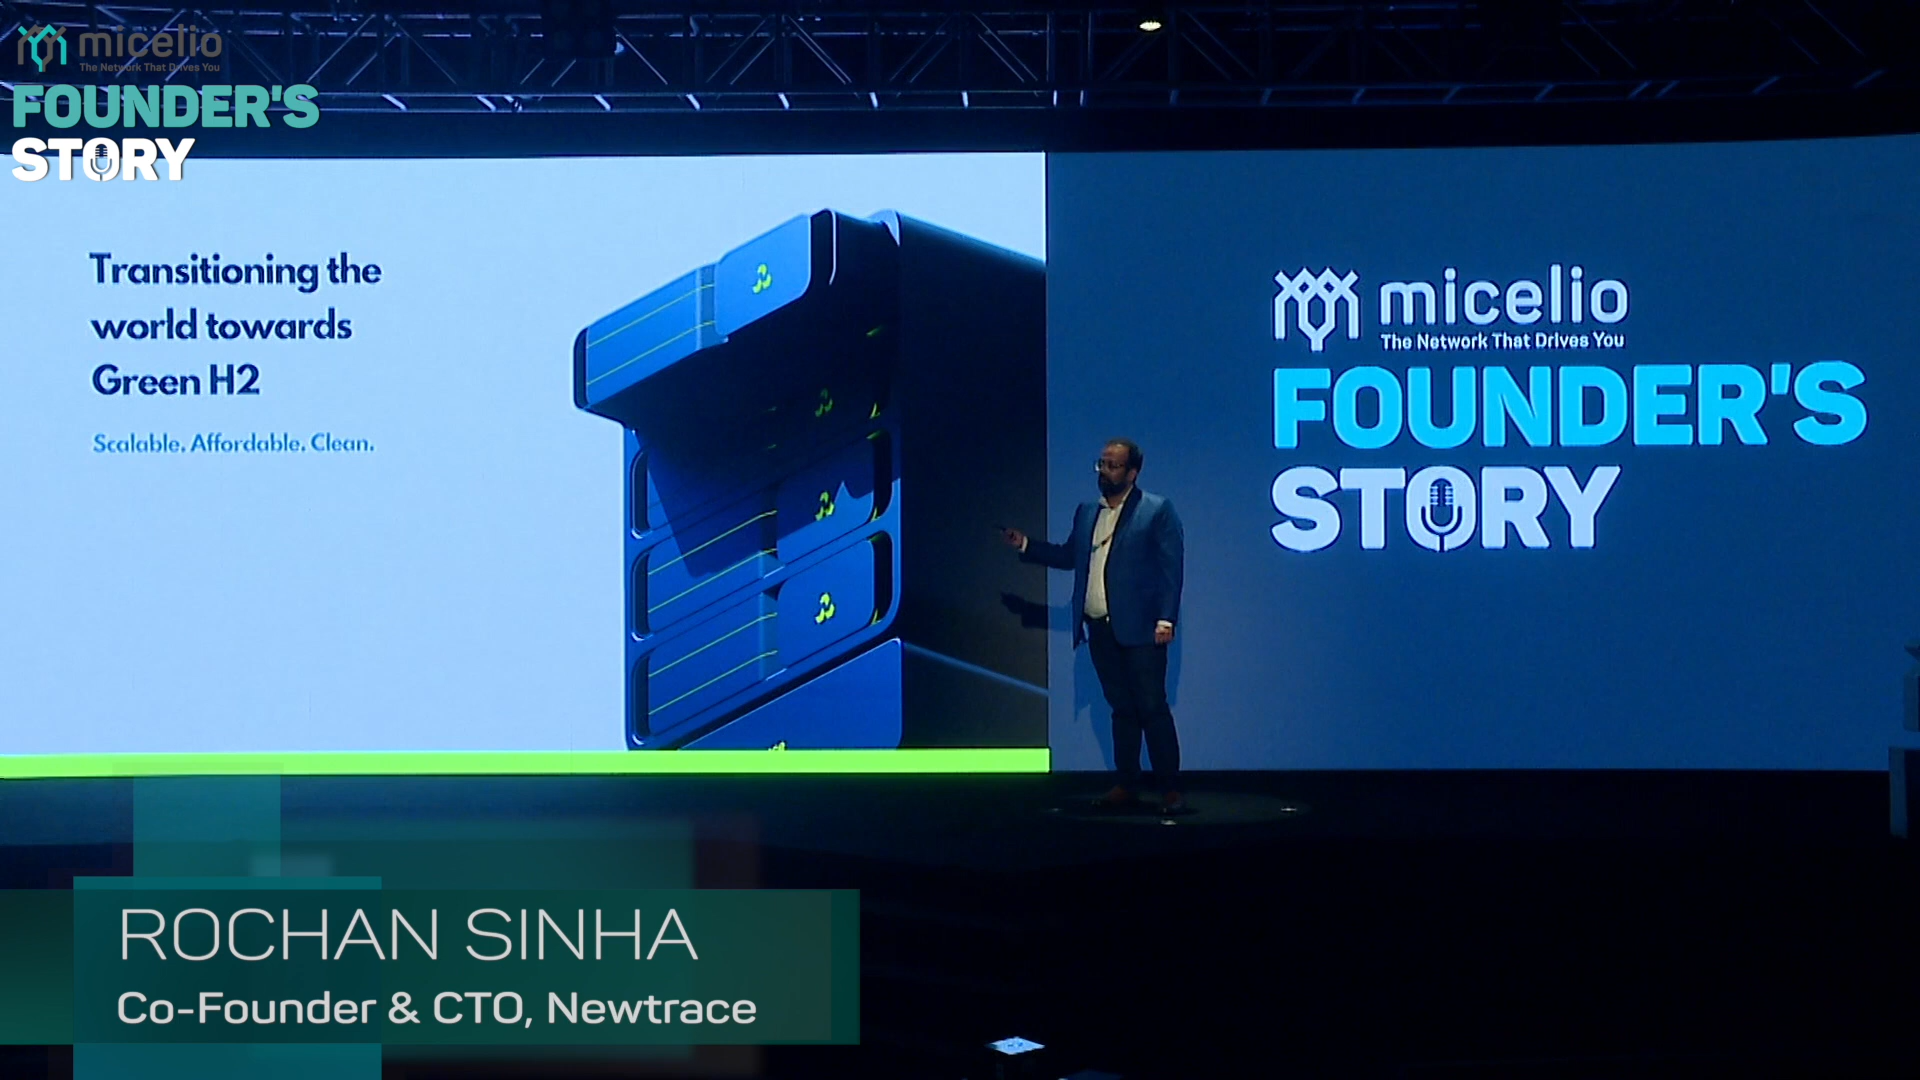 micelio
The Network That Drives You
FOUNDER'S
STORY
Transitioning the
world towards
Green H2
Scalable. Affordable. Clean.
micelio
The Network That Drives You
FOUNDER'S
STORY
ROCHAN SINHA
Co-Founder & CTO, Newtrace